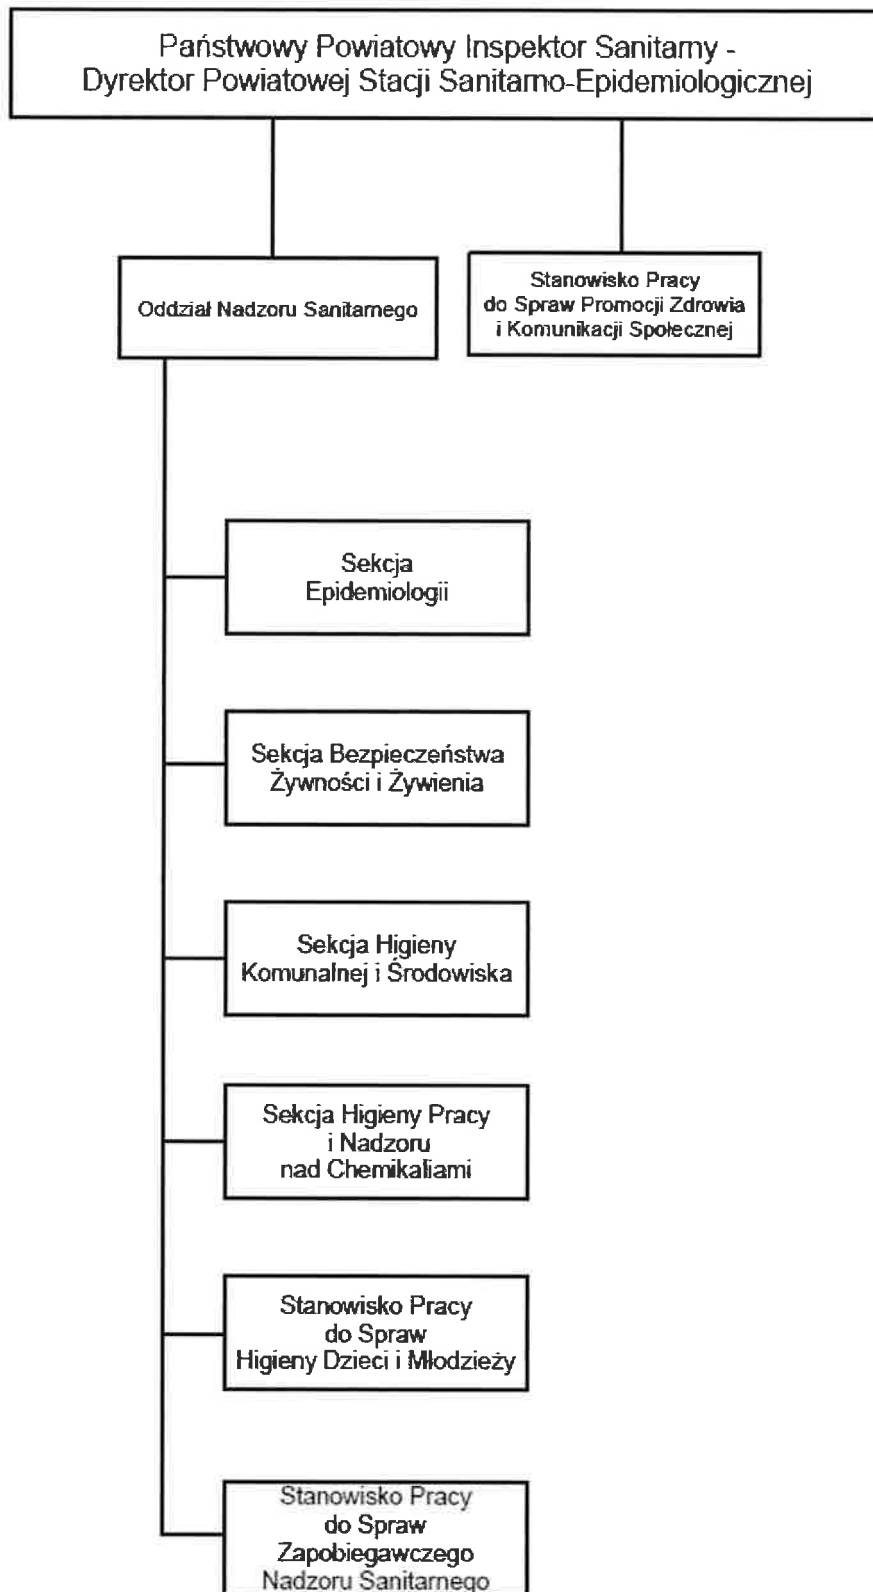 Państwowy Powiatowy Inspektor Sanitarny -
Dyrektor Powiatowej Stacji Sanitarno-Epidemiologicznej
Oddział Nadzoru Sanitarnego
Stanowisko Pracy
do Spraw Promocji Zdrowia
i Komunikacji Społecznej
Sekcja
Epidemiologii
Sekcja Bezpieczeństwa
Żywności i Żywienia
Sekcja Higieny
Komunalnej i Środowiska
Sekcja Higieny Pracy
i Nadzoru
nad Chemikaliami
Stanowisko Pracy
do Spraw
Higieny Dzieci i Młodzieży
Stanowisko Pracy
do Spraw
Zapobiegawczego
Nadzoru Sanitarnego